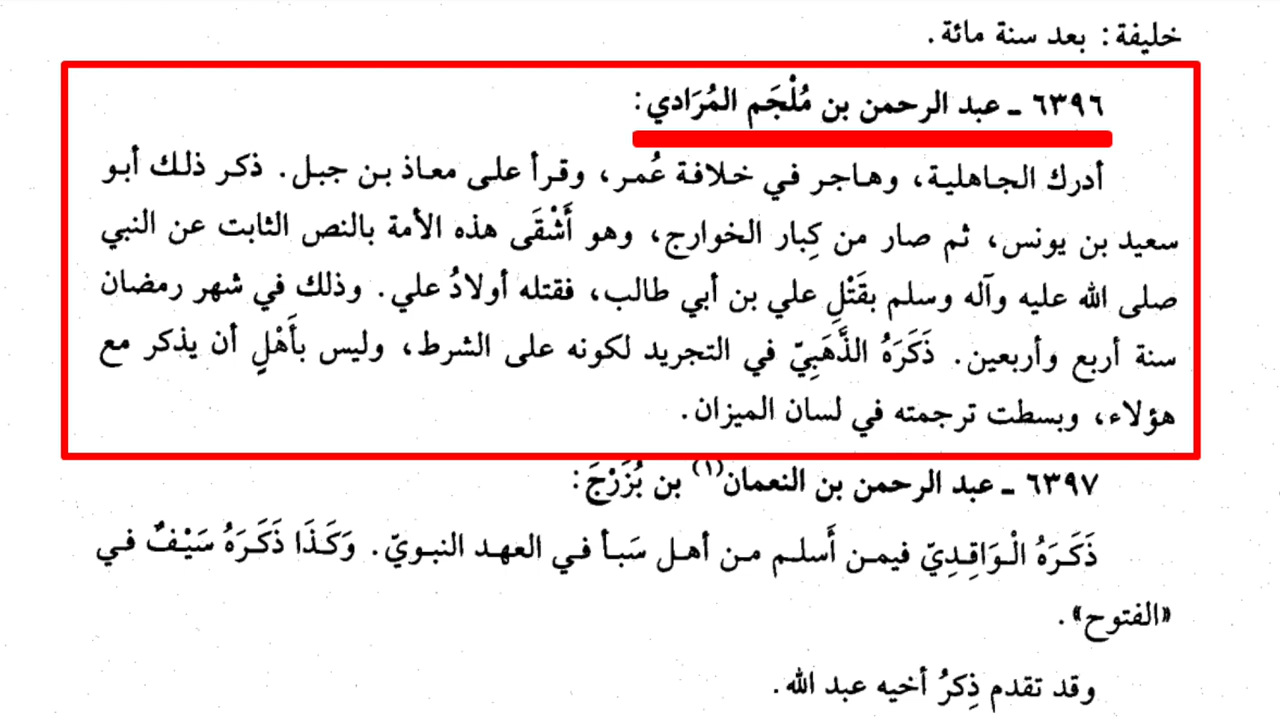 خليفة: بعد سنة مائة.
٦٣٩٦ ـ عبد الرحمن بن مُلْجَم المُرَادي:
أدرك الجاهلية، وهاجر في خلافة عُمر، وقرأ على معاذ بن جبل. ذكر ذلك أبو
سعيد بن يونس، ثم صار من كِبار الخوارج، وهو أَشْقَى هذه الأمة بالنص الثابت عن النبي
صلى الله عليه وآله وسلم بقَتْلِ علي بن أبي طالب، فقتله أولادُ علي. وذلك في شهر رمضان
سنة أربع وأربعين. ذَكَرَهُ الذَّهَبِيّ في التجريد لكونه على الشرط، وليس بأَهْلٍ أن يذكر مع
هؤلاء، وبسطت ترجمته في لسان الميزان.
٦٣٩٧ ـ عبد الرحمن بن النعمان(١) بن بُزَرْجَ:
ذَكَرَهُ الْوَاقِدِيّ فيمن أَسلم من أهل سَبأ في العهد النبويّ. وَكَذَا ذَكَرَهُ سَيْفٌ في
«الفتوح».
وقد تقدم ذِكرُ أخيه عبد الله.